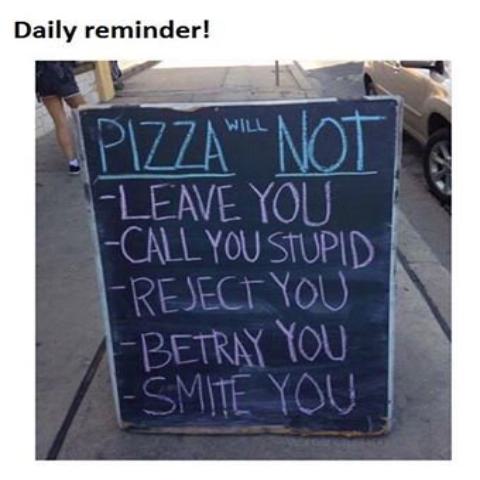 Daily reminder!
PIZZA WILL NOT
-LEAVE YOU
-CALL YOU STUPID
-REJECT YOU
-BETRAY YOU
-SMITE YOU